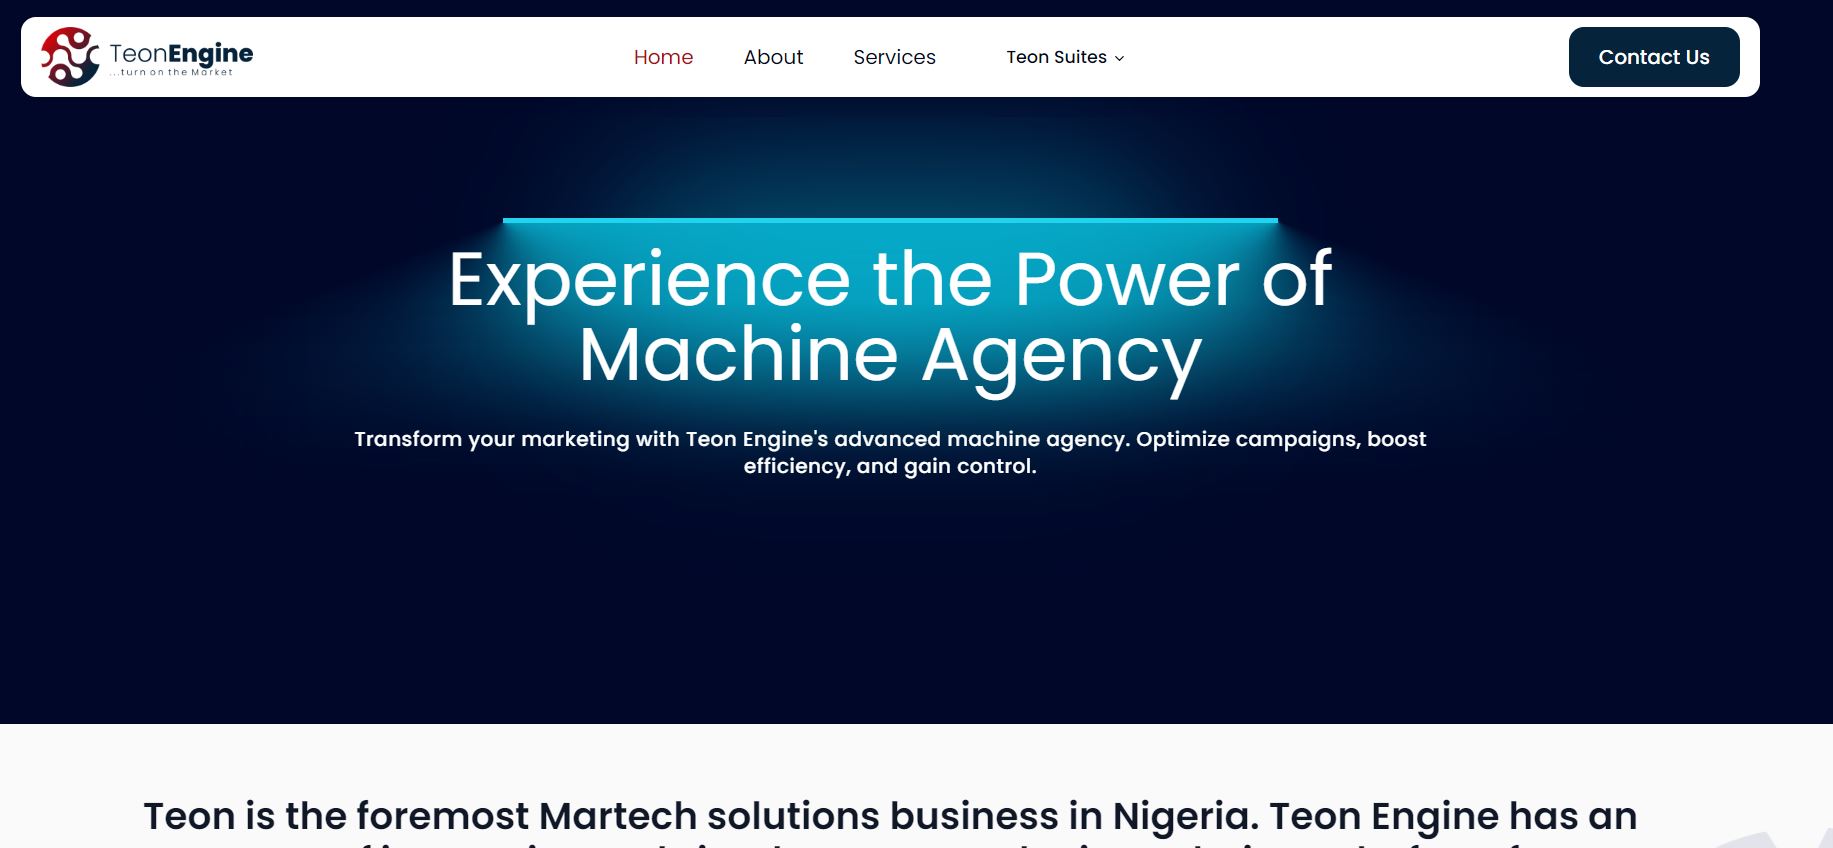 TeonEngine
...turn on the Market
Home
About
Services
Teon Suites
Contact Us
Experience the Power of
Machine Agency
Transform your marketing with Teon Engine's advanced machine agency. Optimize campaigns, boost
efficiency, and gain control.
Teon is the foremost Martech solutions business in Nigeria. Teon Engine has an